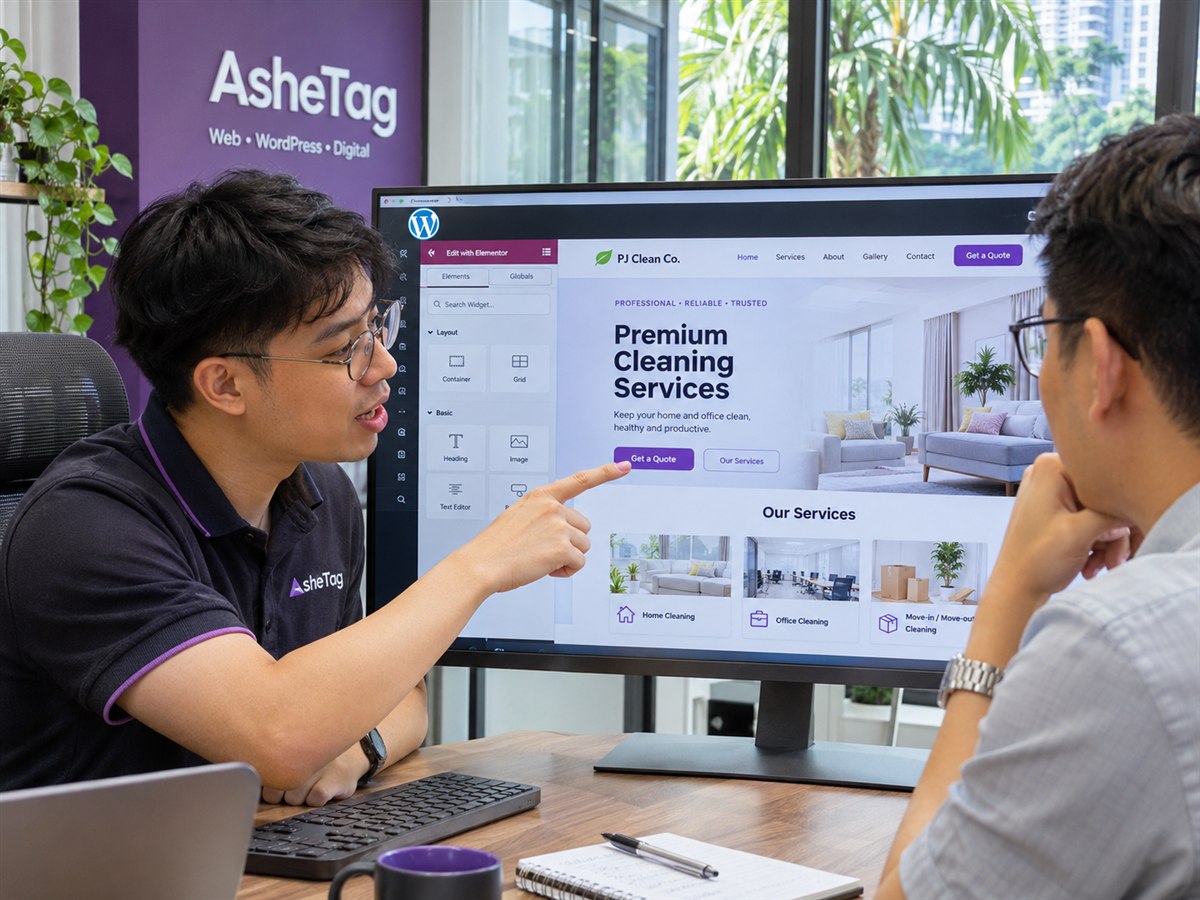 AsheTag
Web • WordPress • Digital
Edit with Elementor
Elements Globals
Search Widget...
Layout
Container Grid
Basic
Heading Image
Text Editor
PJ Clean Co.
Home Services About Gallery Contact Get a Quote
PROFESSIONAL • RELIABLE • TRUSTED
Premium
Cleaning
Services
Keep your home and office clean,
healthy and productive.
Get a Quote Our Services
Our Services
Home Cleaning
Office Cleaning
Move-in / Move-out
Cleaning
AsheTag